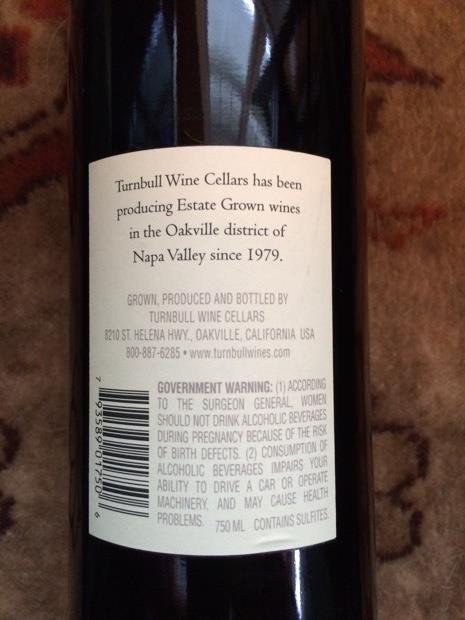 Turnbull Wine Cellars has been
producing Estate Grown wines
in the Oakville district of
Napa Valley since 1979.
GROWN, PRODUCED AND BOTTLED BY
TURNBULL WINE CELLARS
8210 ST. HELENA HWY., OAKVILLE, CALIFORNIA USA
800-887-6285 • www.turnbullwines.com
GOVERNMENT WARNING: (1) ACCORDING
TO THE SURGEON GENERAL, WOMEN
SHOULD NOT DRINK ALCOHOLIC BEVERAGES
DURING PREGNANCY BECAUSE OF THE RISK
OF BIRTH DEFECTS. (2) CONSUMPTION OF
ALCOHOLIC BEVERAGES IMPAIRS YOUR
ABILITY TO DRIVE A CAR OR OPERATE
MACHINERY, AND MAY CAUSE HEALTH
PROBLEMS. 750 ML CONTAINS SULFITES.
7 93589 01750 6